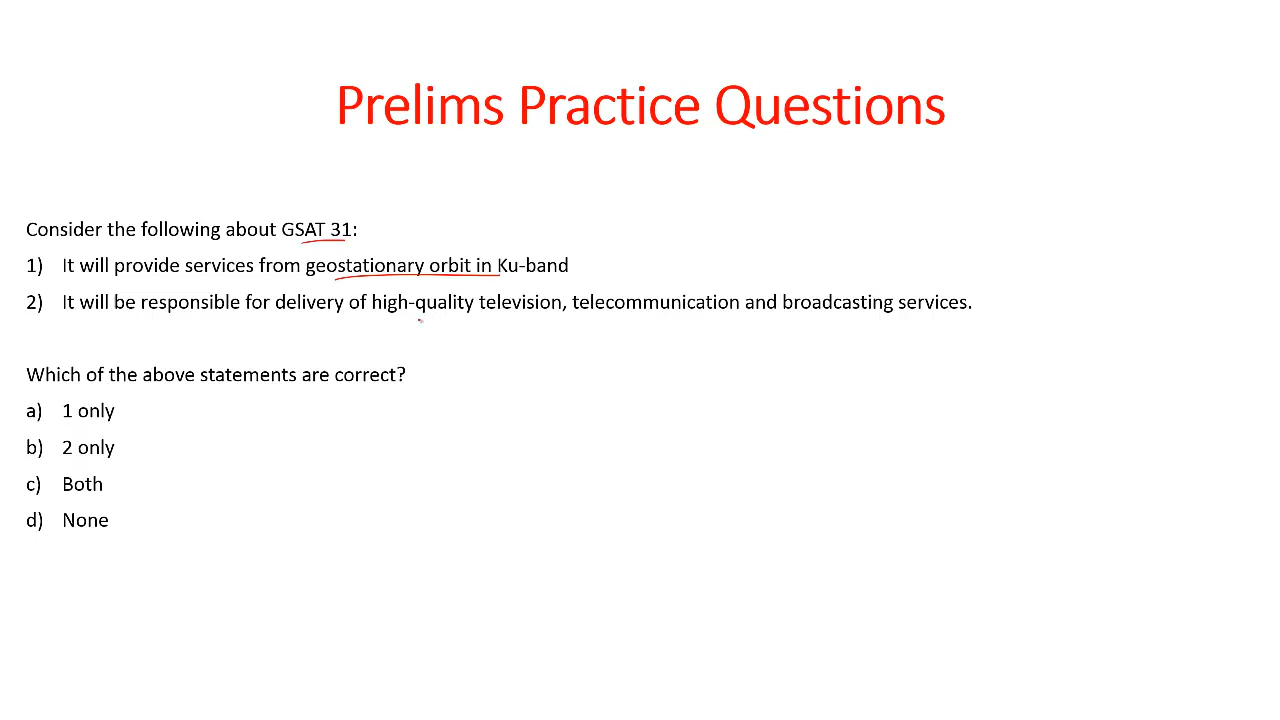 Prelims Practice Questions
Consider the following about GSAT 31:
1) It will provide services from geostationary orbit in Ku-band
2) It will be responsible for delivery of high-quality television, telecommunication and broadcasting services.
Which of the above statements are correct?
a) 1 only
b) 2 only
c) Both
d) None